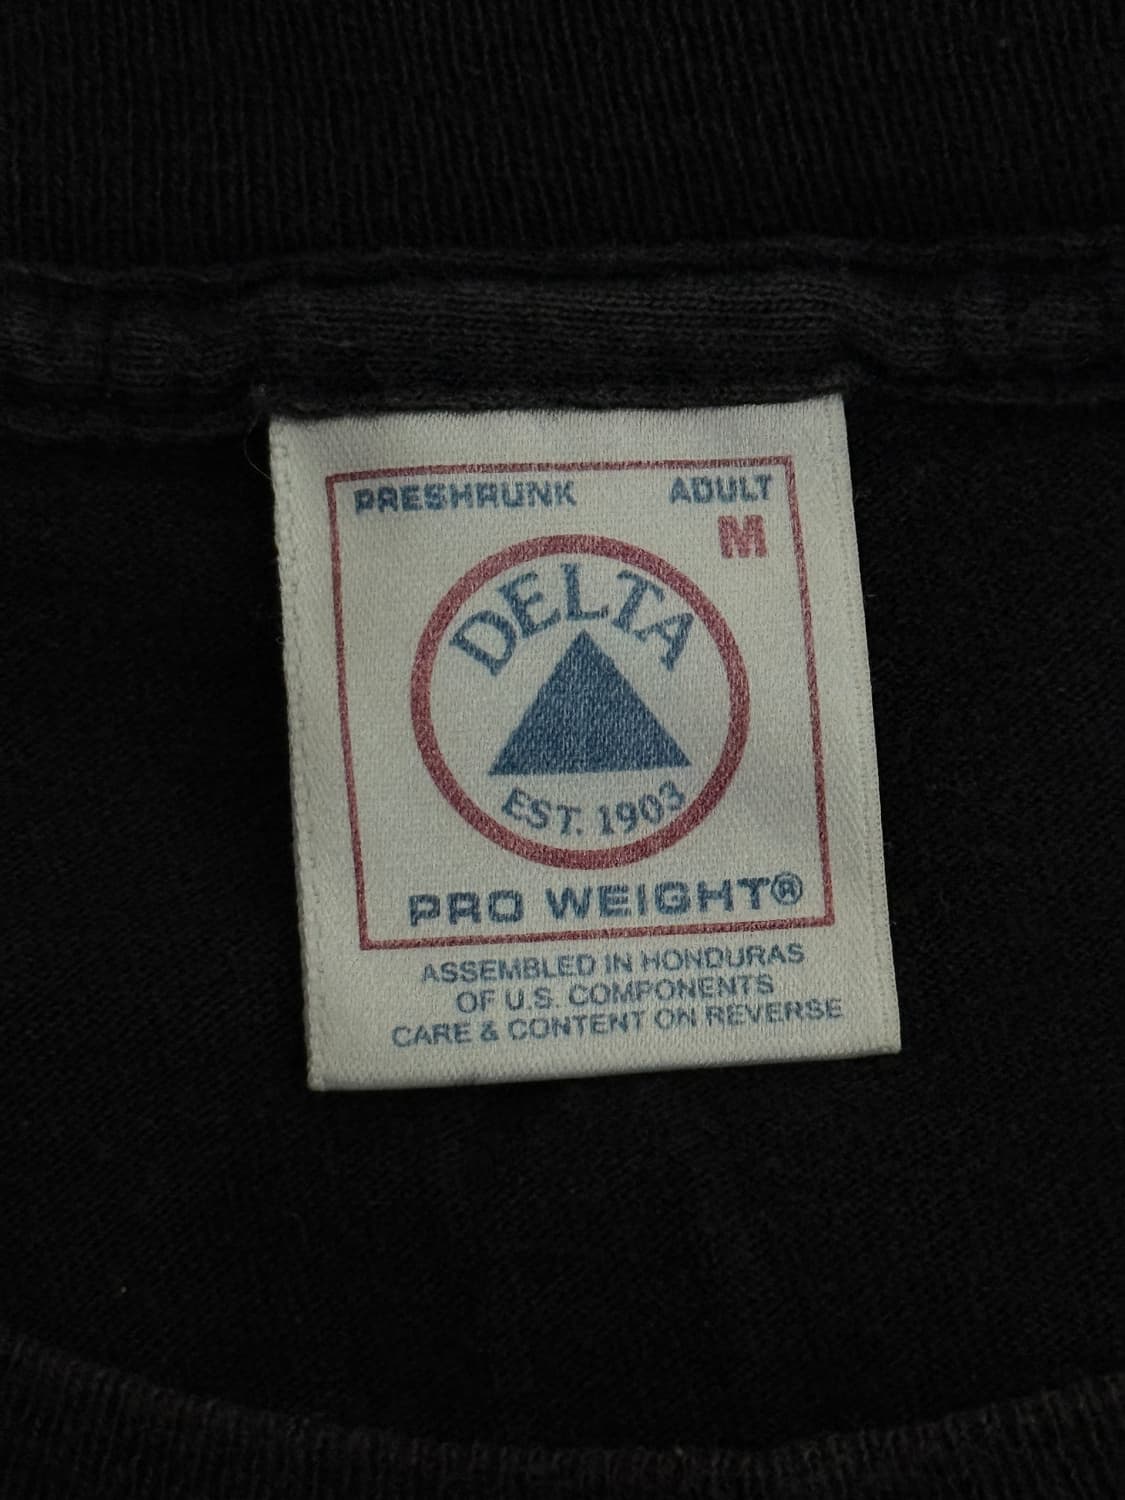 PRESHRUNK ADULT
M
DELTA
EST. 1903
PRO WEIGHT®
ASSEMBLED IN HONDURAS
OF U.S. COMPONENTS
CARE & CONTENT ON REVERSE